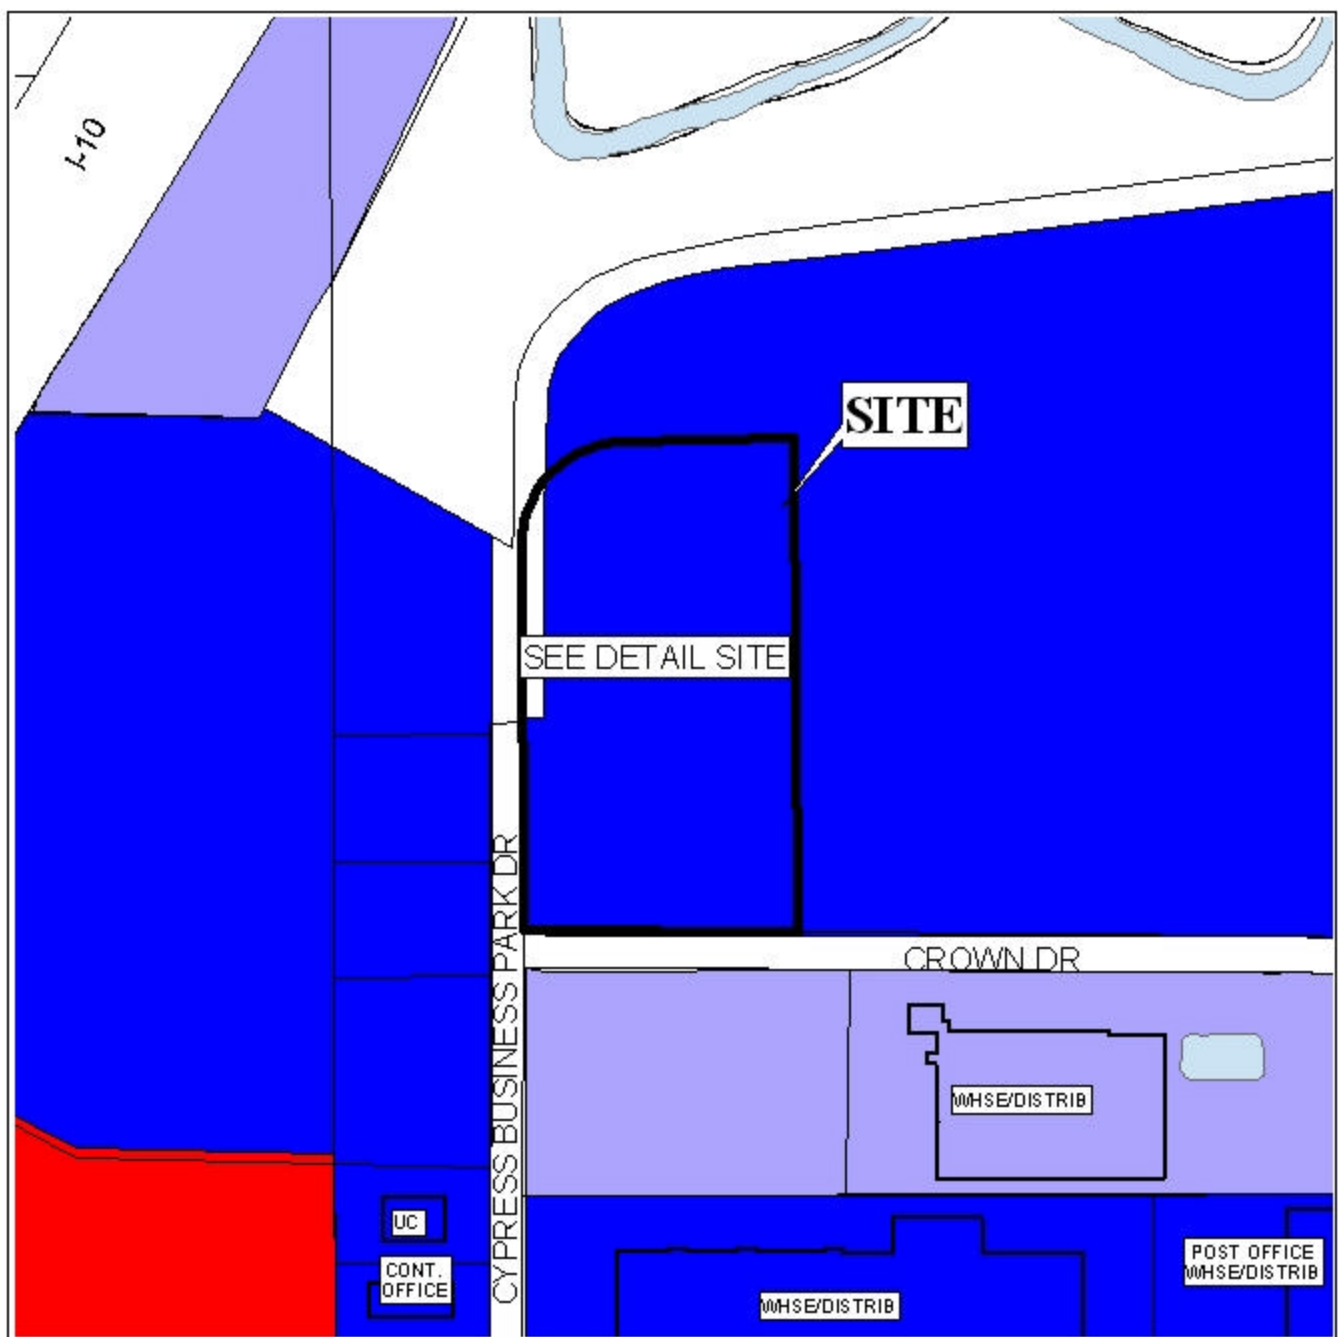 I-10
SITE
SEE DETAIL SITE
CYPRESS BUSINESS PARK DR
CROWN DR
WHSE/DISTRIB
UC
CONT.
OFFICE
WHSE/DISTRIB
POST OFFICE
WHSE/DISTRIB